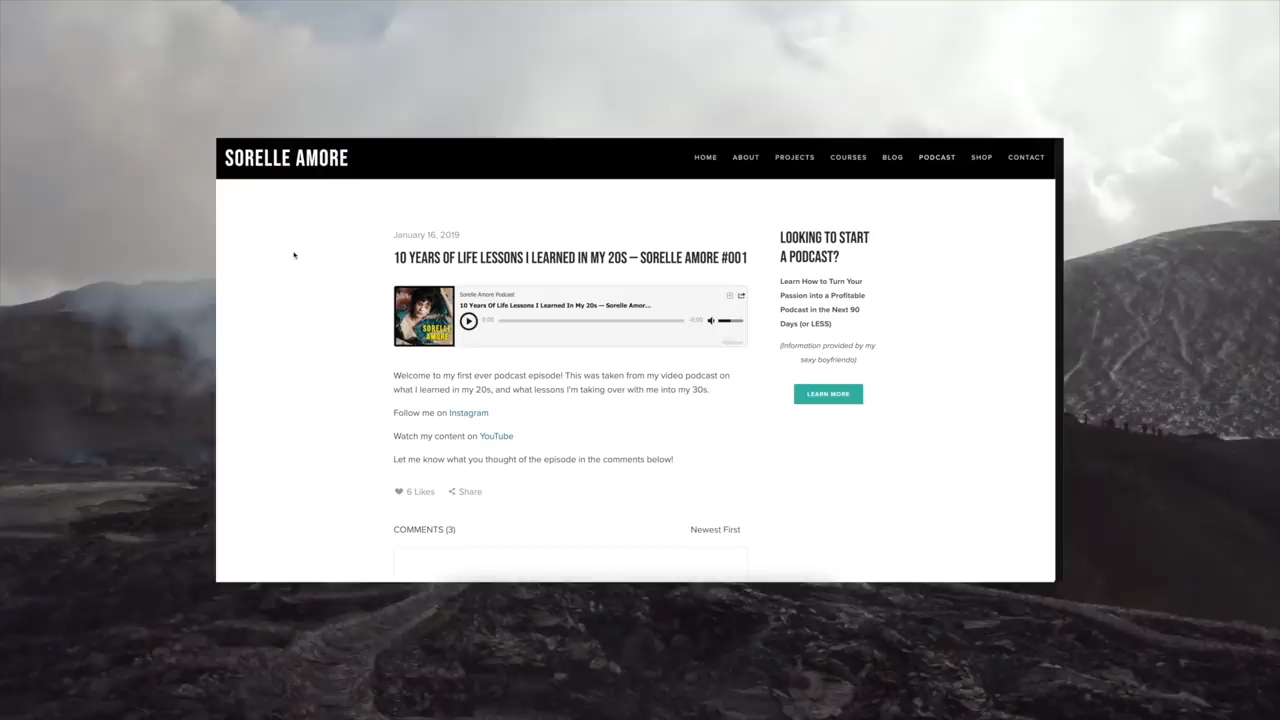 SORELLE AMORE
HOME ABOUT PROJECTS COURSES BLOG PODCAST SHOP CONTACT
January 16, 2019
10 YEARS OF LIFE LESSONS I LEARNED IN MY 20S – SORELLE AMORE #001
SORELLE
AMORE
Sorelle Amore Podcast
10 Years Of Life Lessons I Learned In My 20s — Sorelle Amor...
0:00
-0:00
Welcome to my first ever podcast episode! This was taken from my video podcast on
what I learned in my 20s, and what lessons I'm taking over with me into my 30s.
Follow me on Instagram
Watch my content on YouTube
Let me know what you thought of the episode in the comments below!
6 Likes Share
COMMENTS (3)
Newest First
LOOKING TO START
A PODCAST?
Learn How to Turn Your
Passion into a Profitable
Podcast in the Next 90
Days (or LESS)
(Information provided by my
sexy boyfriendo)
LEARN MORE